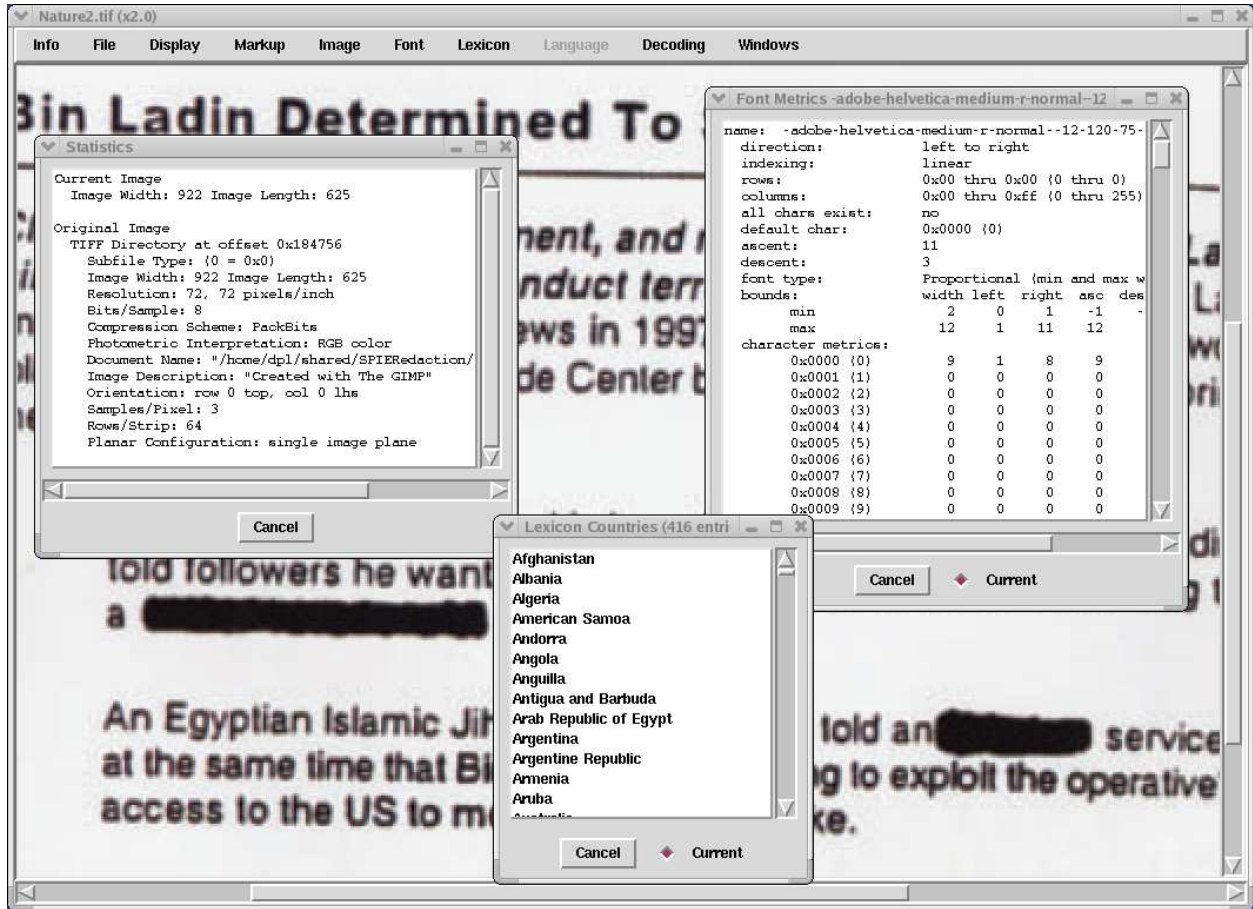 Nature2.tif (x2.0)
Info File Display Markup Image Font Lexicon Language Decoding Windows
Bin Ladin Determined To
Statistics
Current Image
Image Width: 922 Image Length: 625
Original Image
TIFF Directory at offset 0x184756
Subfile Type: (0 = 0x0)
Image Width: 922 Image Length: 625
Resolution: 72, 72 pixels/inch
Bits/Sample: 8
Compression Scheme: PackBits
Photometric Interpretation: RGB color
Document Name: "/home/dpl/shared/SPIERedaction/
Image Description: "Created with The GIMP"
Orientation: row 0 top, col 0 lhs
Samples/Pixel: 3
Rows/Strip: 64
Planar Configuration: single image plane
Cancel
Font Metrics -adobe-helvetica-medium-r-normal--12
name: -adobe-helvetica-medium-r-normal--12-120-75-
direction: left to right
indexing: linear
rows: 0x00 thru 0x00 (0 thru 0)
columns: 0x00 thru 0xff (0 thru 255)
all chars exist: no
default char: 0x0000 (0)
ascent: 11
descent: 3
font type: Proportional (min and max w
bounds: width left right asc des
min 2 0 1 -1 -
max 12 1 11 12
character metrics:
0x0000 (0) 9 1 8 9
0x0001 (1) 0 0 0 0
0x0002 (2) 0 0 0 0
0x0003 (3) 0 0 0 0
0x0004 (4) 0 0 0 0
0x0005 (5) 0 0 0 0
0x0006 (6) 0 0 0 0
0x0007 (7) 0 0 0 0
0x0008 (8) 0 0 0 0
0x0009 (9) 0 0 0 0
Cancel Current
Lexicon Countries (416 entri
Afghanistan
Albania
Algeria
American Samoa
Andorra
Angola
Anguilla
Antigua and Barbuda
Arab Republic of Egypt
Argentina
Argentine Republic
Armenia
Aruba
Cancel Current
ment, and
nduct terr
ews in 1997
de Center b
told followers he want
a
An Egyptian Islamic Jih told an service
at the same time that Bi ng to exploit the operative'
access to the US to mo ke.